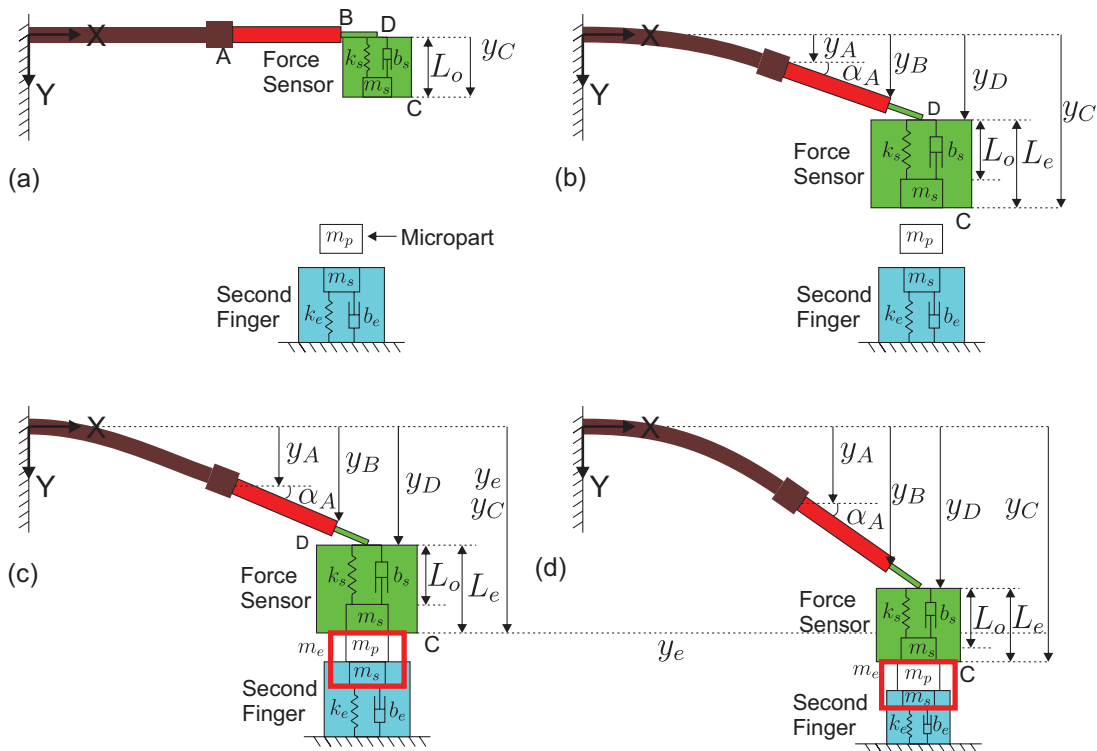 X
Y
A
B
D
Force
Sensor
k_s
b_s
m_s
L_o
y_C
C
(a)
m_p
Micropart
Second
Finger
m_s
k_e
b_e
X
Y
y_A
α_A
y_B
y_D
y_C
D
Force
Sensor
k_s
b_s
m_s
L_o
L_e
C
(b)
m_p
Second
Finger
m_s
k_e
b_e
X
Y
y_A
α_A
y_B
y_D
y_e
y_C
D
(c)
Force
Sensor
k_s
b_s
m_s
L_o
L_e
C
m_e
m_p
m_s
Second
Finger
k_e
b_e
y_e
X
Y
y_A
α_A
y_B
y_D
y_C
(d)
Force
Sensor
k_s
b_s
m_s
L_o
L_e
C
m_e
m_p
m_s
Second
Finger
k_e
b_e